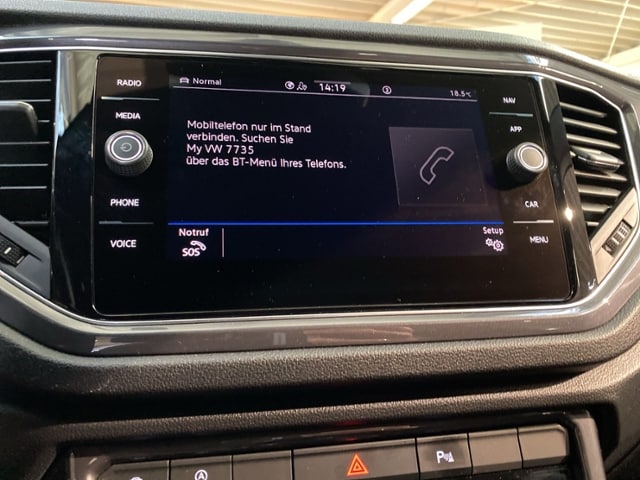 RADIO
MEDIA
PHONE
VOICE
Normal
14:19
18.5°C
Mobiltelefon nur im Stand
verbinden. Suchen Sie
My VW 7735
über das BT-Menü Ihres Telefons.
Notruf
SOS
Setup
NAV
APP
CAR
MENU
A
P